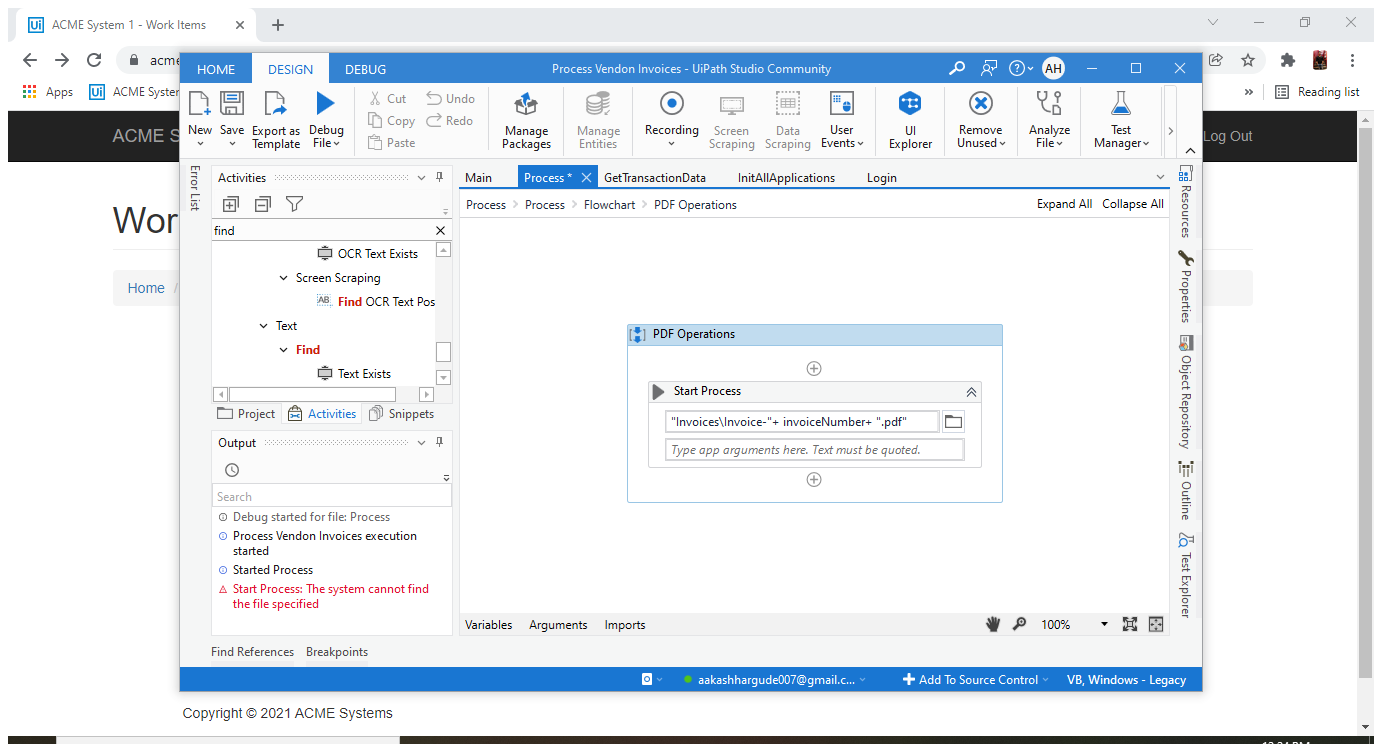 ACME System 1 - Work Items
acme
Apps
ACME System
Reading list
ACME S
Log Out
Wor
Home /
HOME
DESIGN
DEBUG
Process Vendon Invoices - UiPath Studio Community
AH
New
Save
Export as Template
Debug File
Cut
Copy
Paste
Undo
Redo
Manage Packages
Manage Entities
Recording
Screen Scraping
Data Scraping
User Events
UI Explorer
Remove Unused
Analyze File
Test Manager
Error List
Activities
find
OCR Text Exists
Screen Scraping
Find OCR Text Pos
Text
Find
Text Exists
Project
Activities
Snippets
Output
Search
Debug started for file: Process
Process Vendon Invoices execution
started
Started Process
Start Process: The system cannot find
the file specified
Find References
Breakpoints
Main
Process *
GetTransactionData
InitAllApplications
Login
Process > Process > Flowchart > PDF Operations
Expand All
Collapse All
PDF Operations
Start Process
"Invoices\Invoice-"+ invoiceNumber+ ".pdf"
Type app arguments here. Text must be quoted.
Variables
Arguments
Imports
100%
Resources
Properties
Object Repository
Outline
Test Explorer
aakashhargude007@gmail.c...
Add To Source Control
VB, Windows - Legacy
Copyright © 2021 ACME Systems